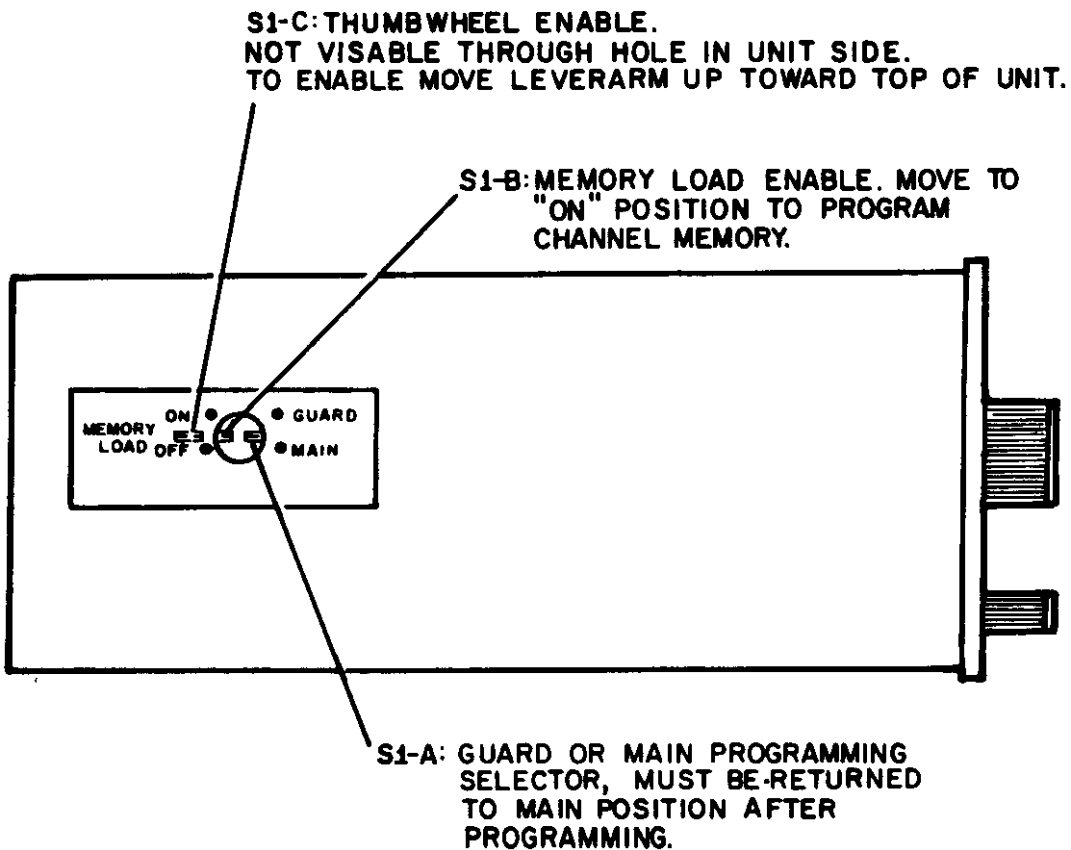 S1-C: THUMBWHEEL ENABLE.
NOT VISABLE THROUGH HOLE IN UNIT SIDE.
TO ENABLE MOVE LEVERARM UP TOWARD TOP OF UNIT.
S1-B: MEMORY LOAD ENABLE. MOVE TO
"ON" POSITION TO PROGRAM
CHANNEL MEMORY.
ON
GUARD
MEMORY
LOAD
OFF
MAIN
S1-A: GUARD OR MAIN PROGRAMMING
SELECTOR, MUST BE-RETURNED
TO MAIN POSITION AFTER
PROGRAMMING.